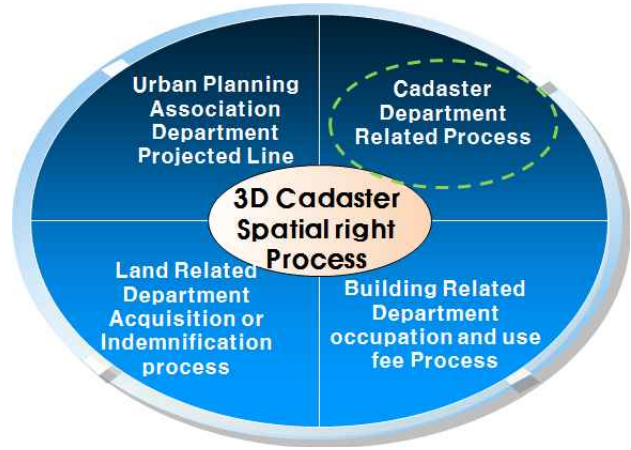 Urban Planning
Association
Department
Projected Line
Cadaster
Department
Related Process
3D Cadaster
Spatial right
Process
Land Related
Department
Acquisition or
Indemnification
process
Building Related
Department
occupation and use
fee Process